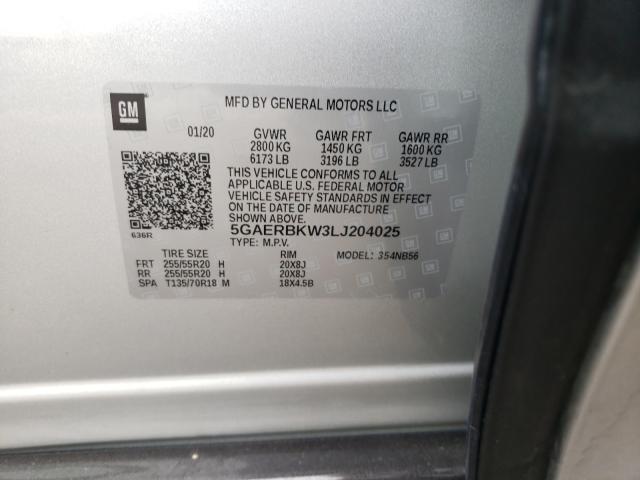 GM
MFD BY GENERAL MOTORS LLC
01/20 GVWR GAWR FRT GAWR RR
2800 KG 1450 KG 1600 KG
6173 LB 3196 LB 3527 LB
THIS VEHICLE CONFORMS TO ALL
APPLICABLE U.S. FEDERAL MOTOR
VEHICLE SAFETY STANDARDS IN EFFECT
ON THE DATE OF MANUFACTURE
SHOWN ABOVE.
636R
5GAERBKW3LJ204025
TYPE: M.P.V. MODEL: 354NB56
TIRE SIZE RIM
FRT 255/55R20 H 20X8J
RR 255/55R20 H 20X8J
SPA T135/70R18 M 18X4.5B